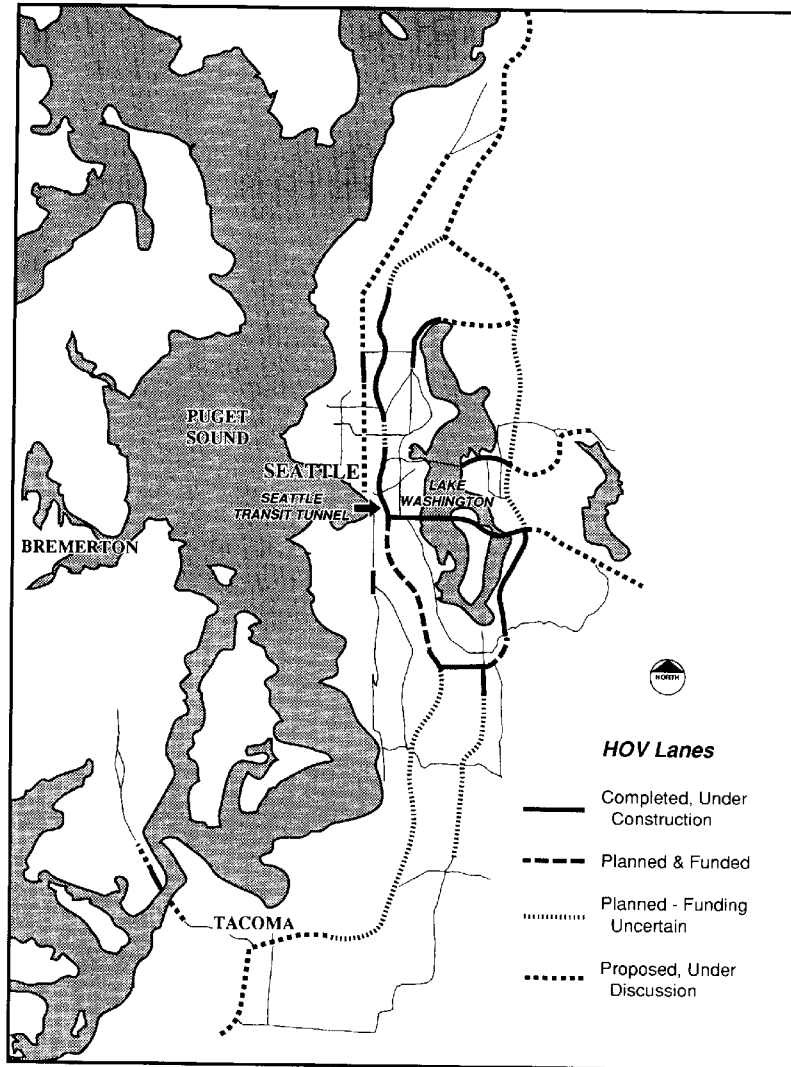 PUGET
SOUND
SEATTLE
SEATTLE
TRANSIT TUNNEL
LAKE
WASHINGTON
BREMERTON
TACOMA
NORTH
HOV Lanes
Completed, Under
Construction
Planned & Funded
Planned - Funding
Uncertain
Proposed, Under
Discussion